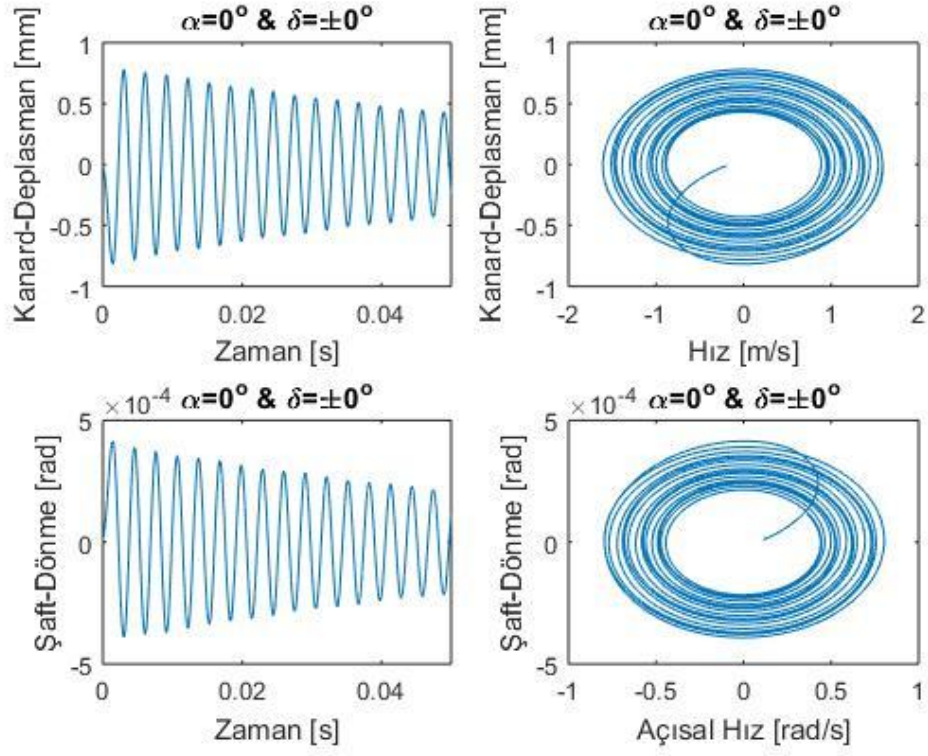 α=0° & δ=±0°
Kanard-Deplasman [mm]
1
0.5
0
-0.5
-1
0
0.02
0.04
Zaman [s]
α=0° & δ=±0°
Kanard-Deplasman [mm]
1
0.5
0
-0.5
-1
-2
-1
0
1
2
Hız [m/s]
×10⁻⁴ α=0° & δ=±0°
Şaft-Dönme [rad]
5
0
-5
0
0.02
0.04
Zaman [s]
×10⁻⁴ α=0° & δ=±0°
Şaft-Dönme [rad]
5
0
-5
-1
-0.5
0
0.5
1
Açısal Hız [rad/s]